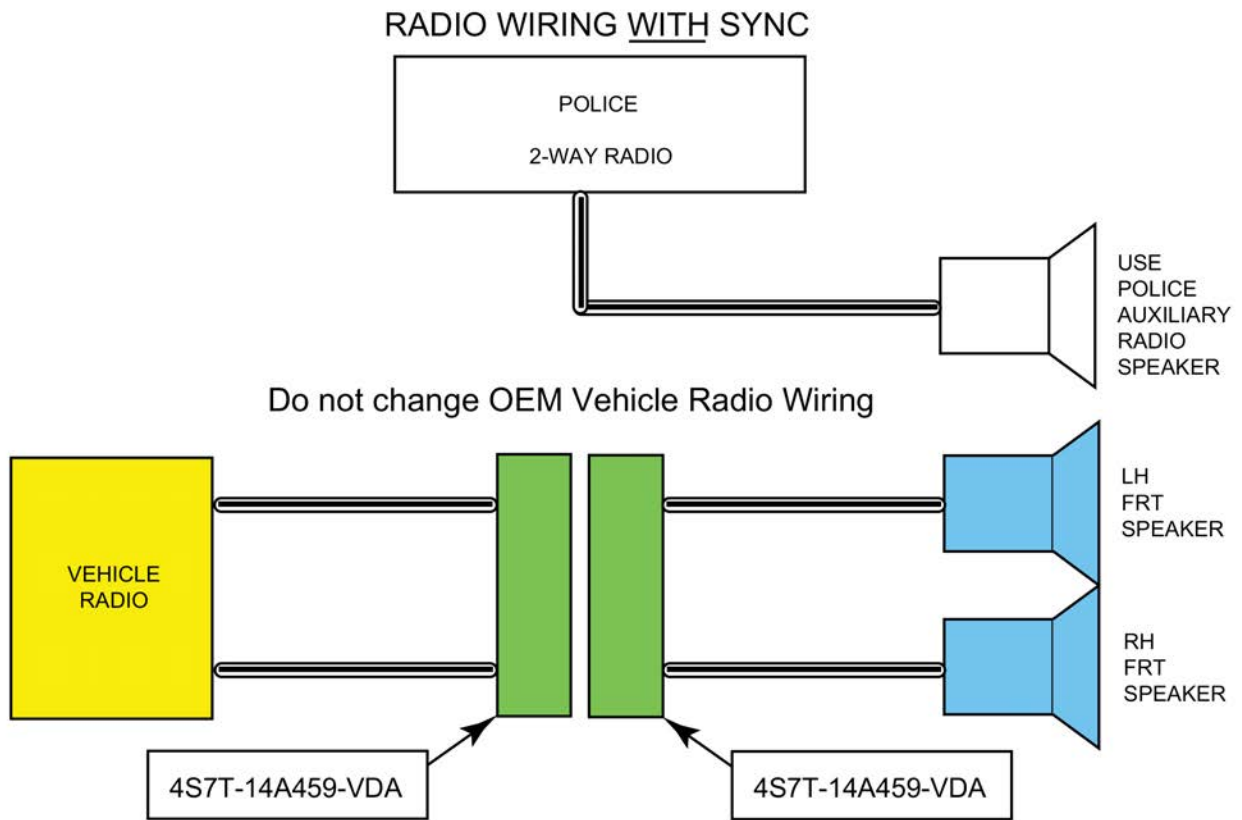 RADIO WIRING WITH SYNC
POLICE
2-WAY RADIO
USE
POLICE
AUXILIARY
RADIO
SPEAKER
Do not change OEM Vehicle Radio Wiring
VEHICLE
RADIO
LH
FRT
SPEAKER
RH
FRT
SPEAKER
4S7T-14A459-VDA
4S7T-14A459-VDA